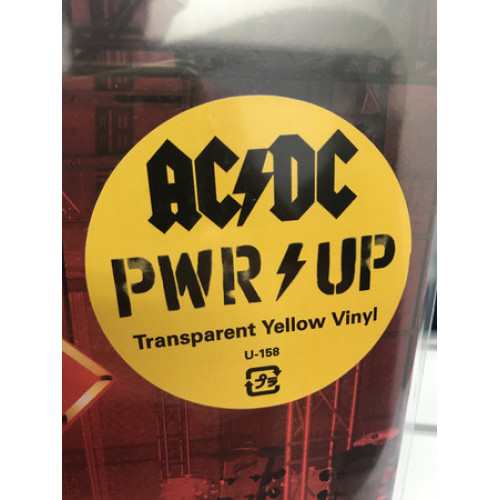 AC⚡DC
PWR⚡UP
Transparent Yellow Vinyl
U-158
プラ